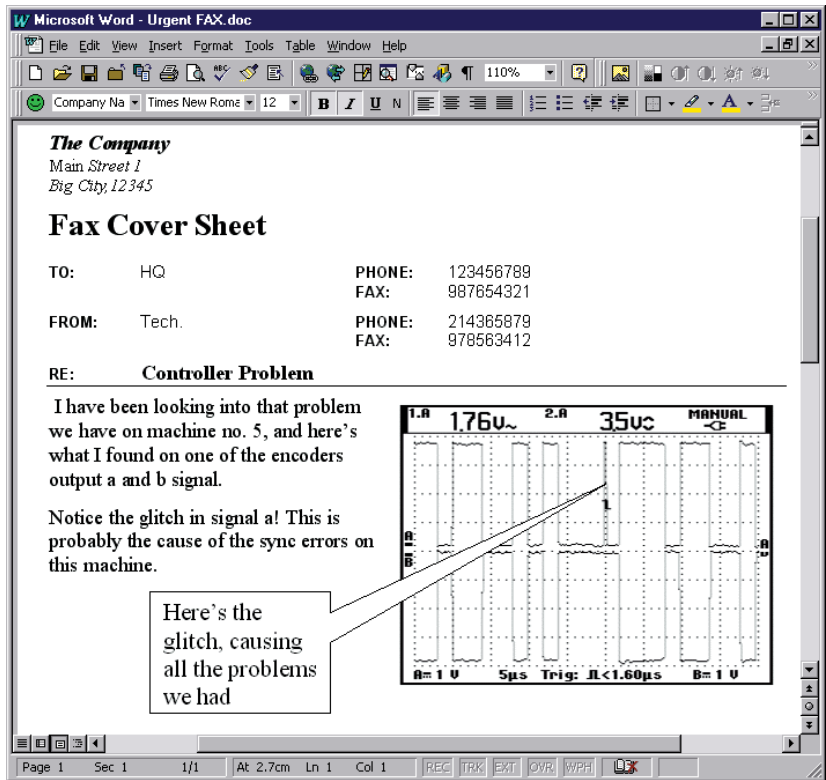 Microsoft Word - Urgent FAX.doc
File Edit View Insert Format Tools Table Window Help
110%
Company Na Times New Roma 12 B I U N
The Company
Main Street 1
Big City, 12345
Fax Cover Sheet
TO: HQ PHONE: 123456789
FAX: 987654321
FROM: Tech. PHONE: 214365879
FAX: 978563412
RE: Controller Problem
I have been looking into that problem
we have on machine no. 5, and here's
what I found on one of the encoders
output a and b signal.
Notice the glitch in signal a! This is
probably the cause of the sync errors on
this machine.
1.A 1.76V~ 2.A 3.5V MANUAL
A
B
A
Here's the
glitch, causing
all the problems
we had
A= 1 V 5µs Trig: <1.60µs B= 1 V
Page 1 Sec 1 1/1 At 2.7cm Ln 1 Col 1 REC TRK EXT OVR WPH